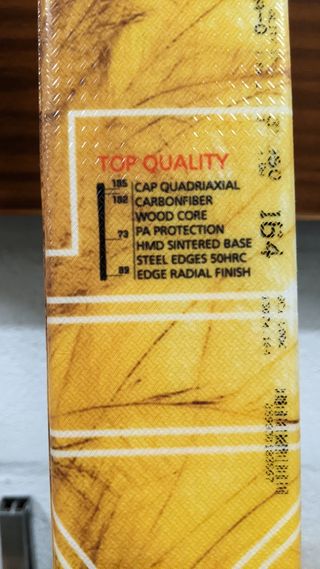 TOP QUALITY
185 CAP QUADRIAXIAL
182 CARBONFIBER
WOOD CORE
73 PA PROTECTION
HMD SINTERED BASE
STEEL EDGES 50HRC
89 EDGE RADIAL FINISH
164